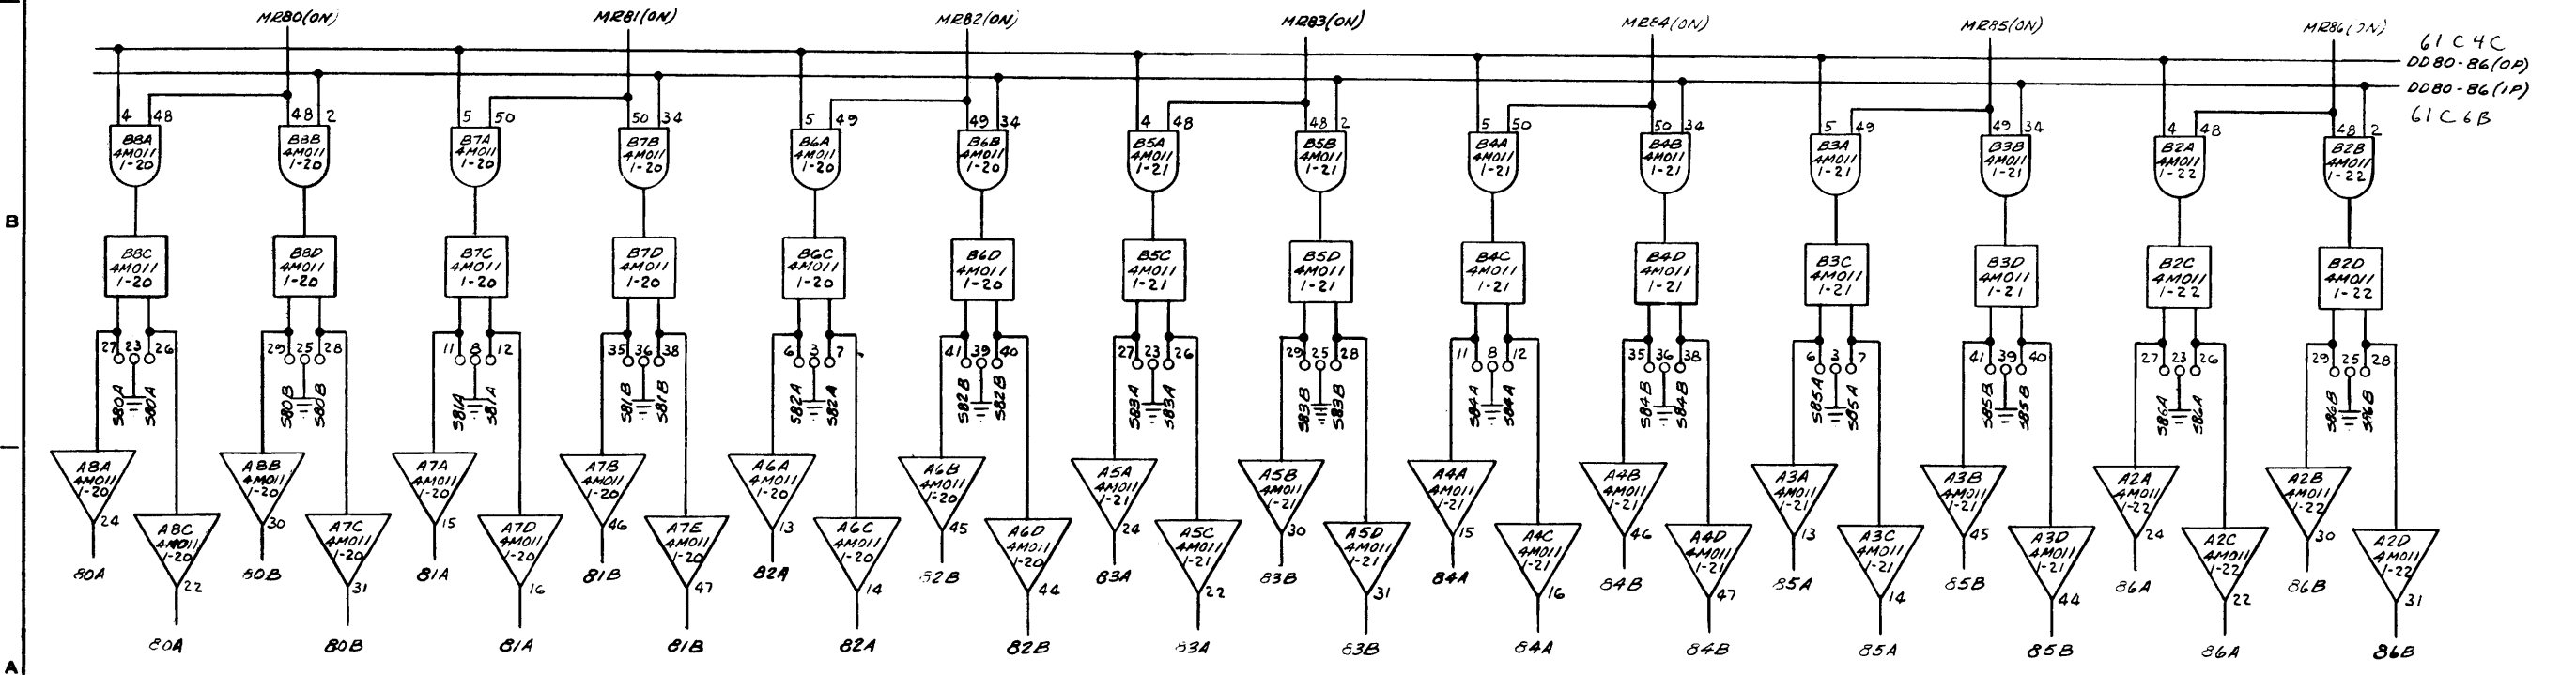 MR80(ON) MR81(ON) MR82(ON) MR83(ON) MR84(ON) MR85(ON) MR86(ON)
61C4C
DD80-86(0P)
DD80-86(1P)
61C6B
4 48 48 2 5 50 50 34 5 49 49 34 4 48 48 2 5 50 50 34 5 49 49 34 4 48 48 2
B8A B8B B7A B7B B6A B6B B5A B5B B4A B4B B3A B3B B2A B2B
4M011 4M011 4M011 4M011 4M011 4M011 4M011 4M011 4M011 4M011 4M011 4M011 4M011 4M011
1-20 1-20 1-20 1-20 1-20 1-20 1-21 1-21 1-21 1-21 1-21 1-21 1-22 1-22
B
B8C B8D B7C B7D B6C B6D B5C B5D B4C B4D B3C B3D B2C B2D
4M011 4M011 4M011 4M011 4M011 4M011 4M011 4M011 4M011 4M011 4M011 4M011 4M011 4M011
1-20 1-20 1-20 1-20 1-20 1-20 1-21 1-21 1-21 1-21 1-21 1-21 1-22 1-22
27 23 26 29 25 28 11 8 12 35 36 38 6 3 7 41 39 40 27 23 26 29 25 28 11 8 12 35 36 38 6 3 7 41 39 40 27 23 26 29 25 28
S80A S80A S80B S80B S81A S81A S81B S81B S82A S82A S82B S82B S83A S83A S83B S83B S84A S84A S84B S84B S85A S85A S85B S85B S86A S86A S86B S86B
A8A A8B A7A A7B A6A A6B A5A A5B A4A A4B A3A A3B A2A A2B
4M011 4M011 4M011 4M011 4M011 4M011 4M011 4M011 4M011 4M011 4M011 4M011 4M011 4M011
1-20 1-20 1-20 1-20 1-20 1-20 1-21 1-21 1-21 1-21 1-21 1-21 1-22 1-22
24 30 15 46 13 45 24 30 15 46 13 45 24 30
A8C A7C A7D A7E A6C A6D A5C A5D A4C A4D A3C A3D A2C A2D
4M011 4M011 4M011 4M011 4M011 4M011 4M011 4M011 4M011 4M011 4M011 4M011 4M011 4M011
1-20 1-20 1-20 1-20 1-20 1-20 1-21 1-21 1-21 1-21 1-21 1-21 1-22 1-22
80A 80B 81A 81B 82A 82B 83A 83B 84A 84B 85A 85B 86A 86B
22 31 16 47 14 44 22 31 16 47 14 44 22 31
80A 80B 81A 81B 82A 82B 83A 83B 84A 84B 85A 85B 86A 86B
A